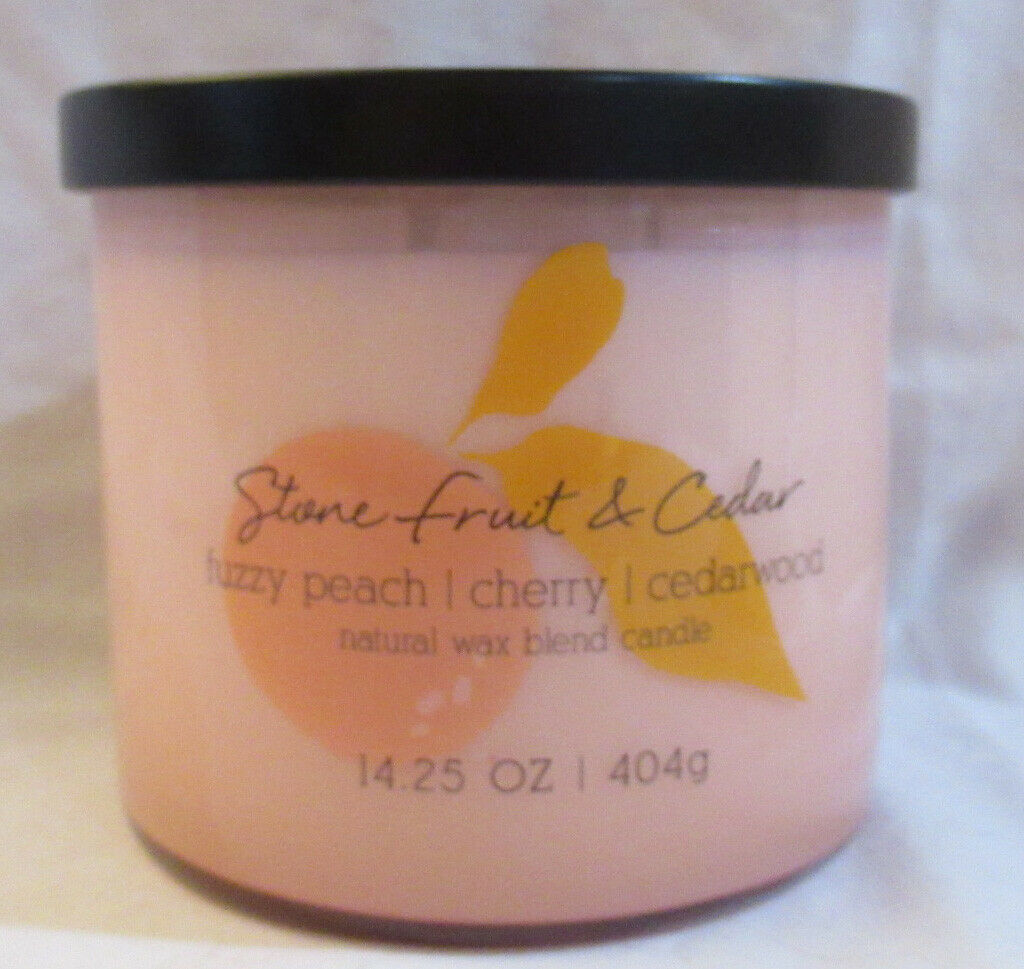 Stone Fruit & Cedar
fuzzy peach | cherry | cedarwood
natural wax blend candle
14.25 OZ | 404g